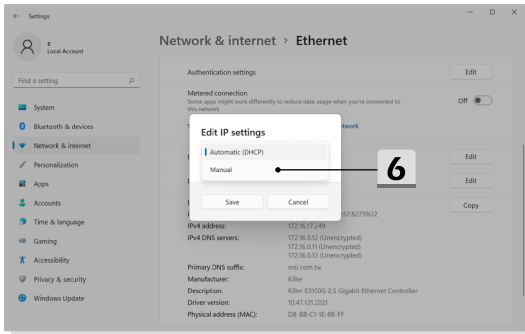 Settings
Z
Local Account
Find a setting
System
Bluetooth & devices
Network & internet
Personalization
Apps
Accounts
Time & language
Gaming
Accessibility
Privacy & security
Windows Update
Network & internet > Ethernet
Authentication settings
Edit
Metered connection
Some apps might work differently to reduce data usage when you're connected to
this network
Off
Edit IP settings
Automatic (DHCP)
Manual
6
Save
Cancel
Edit
Edit
Copy
IPv4 address: 172.16.17.249
IPv4 DNS servers: 172.16.0.12 (Unencrypted)
172.16.0.11 (Unencrypted)
172.16.0.13 (Unencrypted)
Primary DNS suffix: msi.com.tw
Manufacturer: Killer
Description: Killer E3100G 2.5 Gigabit Ethernet Controller
Driver version: 10.47.121.2021
Physical address (MAC): D8-BB-C1-1E-8B-FF